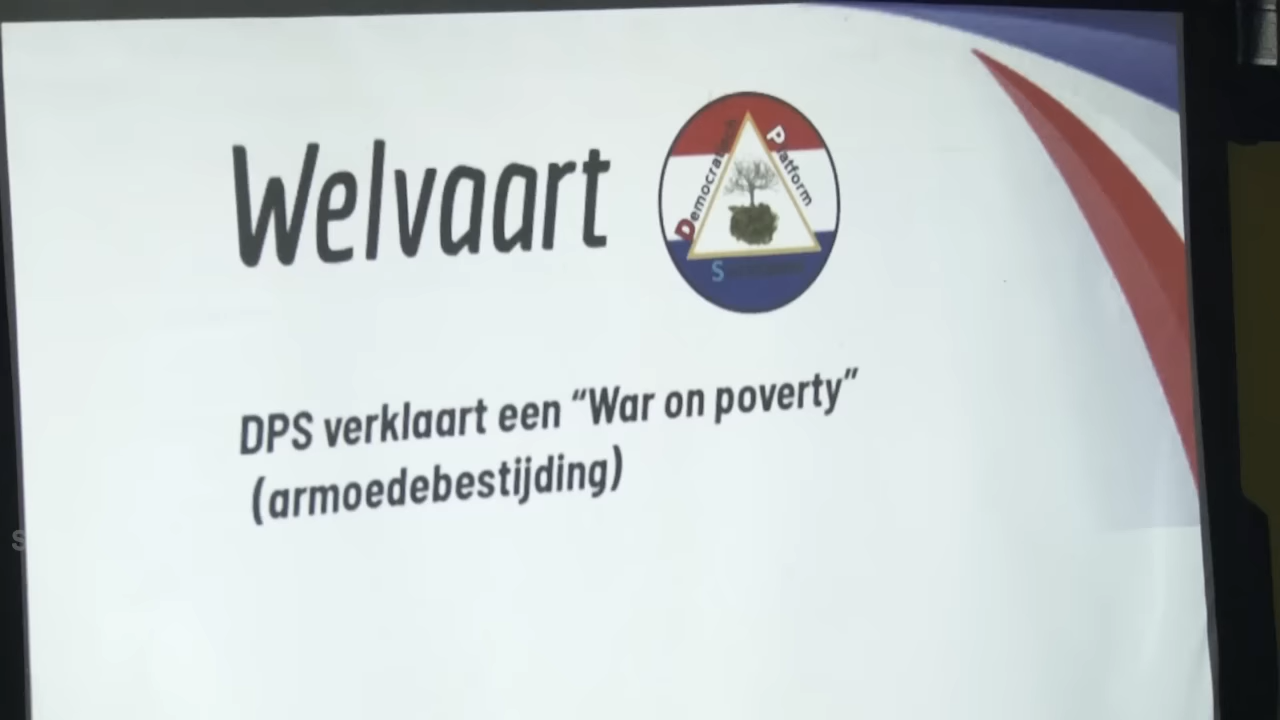 Welvaart
Democratisch
Platform
S
DPS verklaart een “War on poverty”
(armoedebestijding)
S